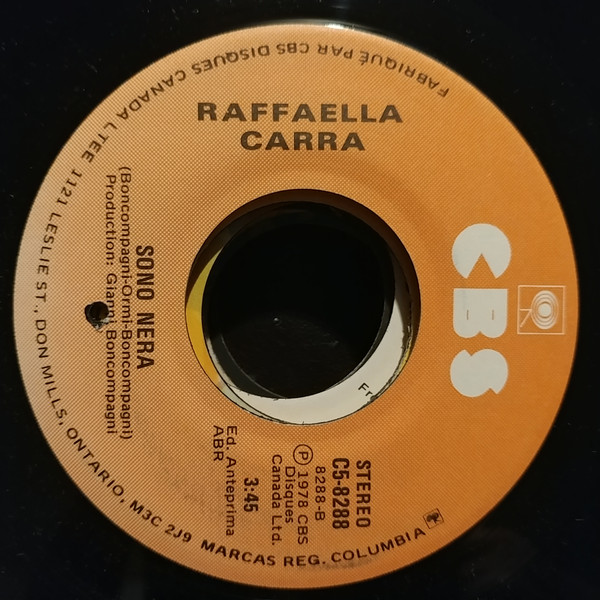 FABRIQUÉ PAR CBS DISQUES CANADA LTEE 1121 LESLIE ST., DON MILLS, ONTARIO, M3C 2J9 MARCAS REG. COLUMBIA
RAFFAELLA
CARRA
CBS
SONO NERA
(Boncompagni-Ormi-Boncompagni)
Production: Gianni Boncompagni
STEREO
C5-8288
8288-B
Ⓟ 1978 CBS
Disques
Canada Ltd.
3:45
Ed. Anteprima
ABR